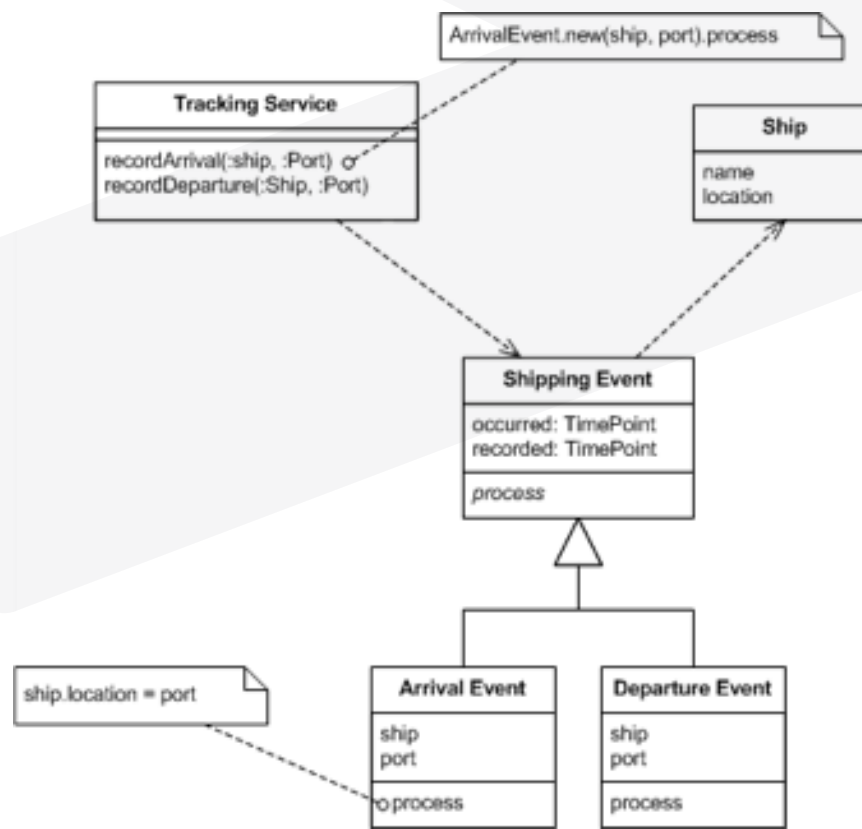 ArrivalEvent.new(ship, port).process
Tracking Service
recordArrival(:ship, :Port)
recordDeparture(:Ship, :Port)
Ship
name
location
Shipping Event
occurred: TimePoint
recorded: TimePoint
process
ship.location = port
Arrival Event
ship
port
process
Departure Event
ship
port
process